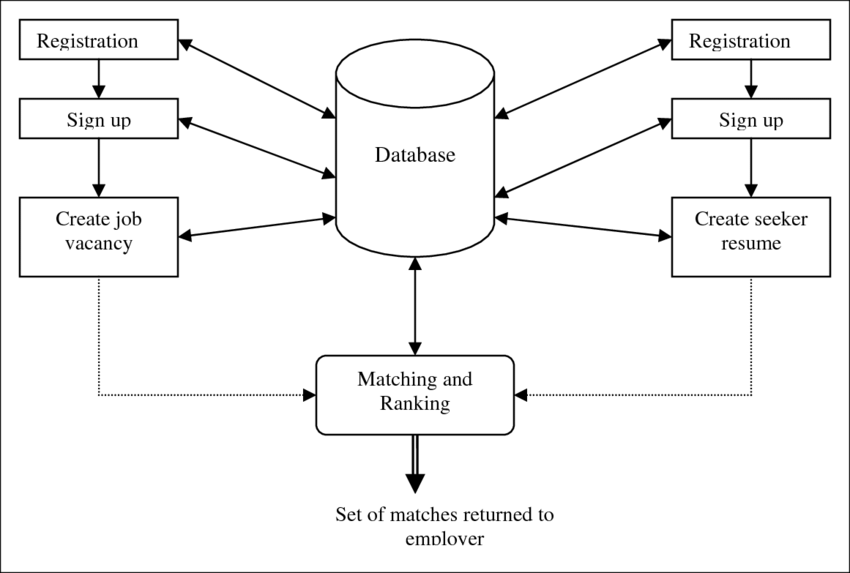 Registration
Sign up
Create job
vacancy
Database
Registration
Sign up
Create seeker
resume
Matching and
Ranking
Set of matches returned to
employer